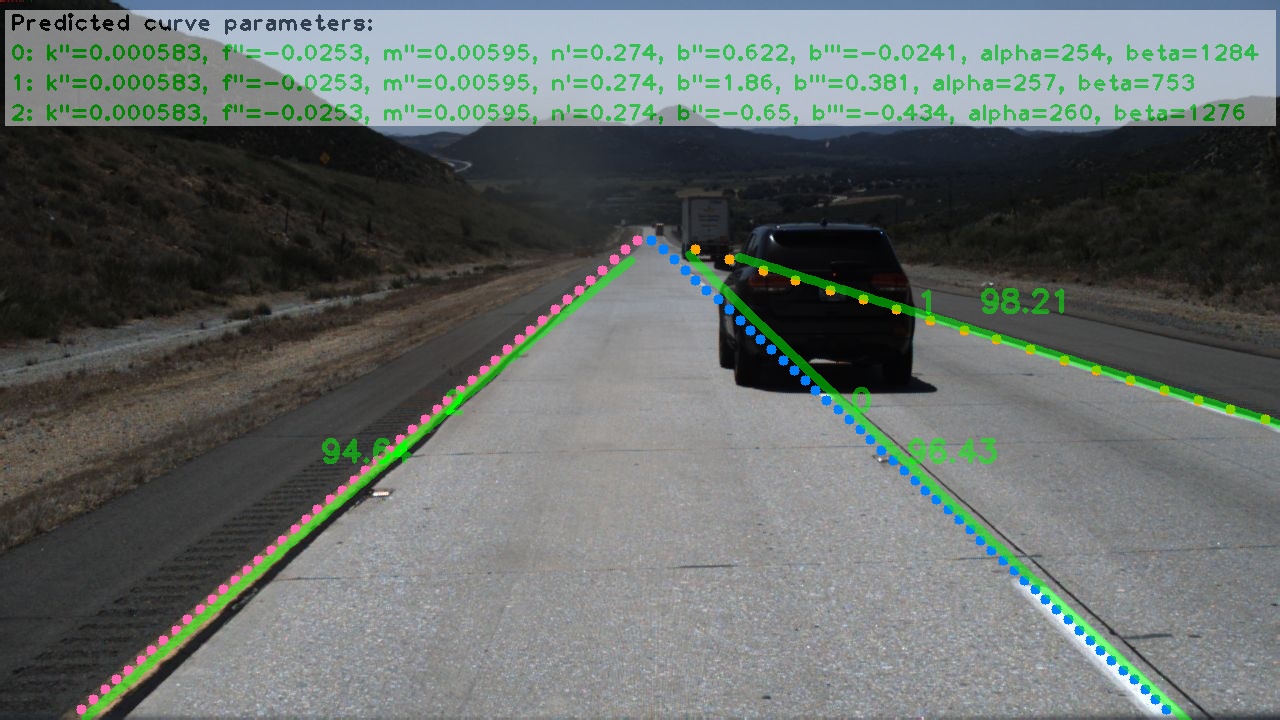 Predicted curve parameters:
0: k''=0.000583, f''=-0.0253, m''=0.00595, n'=0.274, b''=0.622, b'''=-0.0241, alpha=254, beta=1284
1: k''=0.000583, f''=-0.0253, m''=0.00595, n'=0.274, b''=1.86, b'''=0.381, alpha=257, beta=753
2: k''=0.000583, f''=-0.0253, m''=0.00595, n'=0.274, b''=-0.65, b'''=-0.434, alpha=260, beta=1276
1 98.21
0
98.43